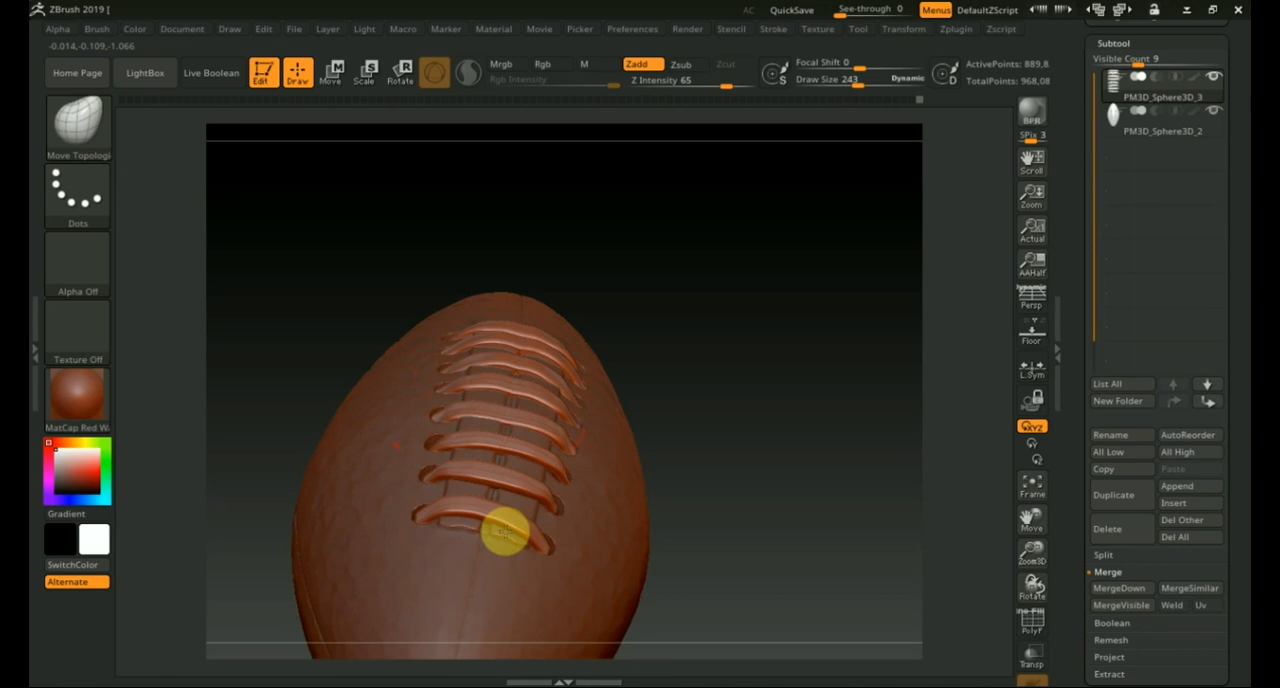 ZBrush 2019 [
AC QuickSave See-through 0 Menus DefaultZScript
Alpha Brush Color Document Draw Edit File Layer Light Macro Marker Material Movie Picker Preferences Render Stencil Stroke Texture Tool Transform Zplugin Zscript
-0.014,-0.109,-1.066
Home Page LightBox Live Boolean Edit Draw Move Scale Rotate
Mrgb Rgb M Zadd Zsub Zcut
Rgb Intensity Z Intensity 65
Focal Shift 0
Draw Size 243 Dynamic
S
D
ActivePoints: 889,8
TotalPoints: 968,08
Move Topologi
Dots
Alpha Off
Texture Off
MatCap Red W
Gradient
SwitchColor
Alternate
BPR
SPix 3
Scroll
Zoom
Actual
AAHalf
Dynamic
Persp
Floor
L.Sym
XYZ
Frame
Move
Zoom3D
Rotate
PolyF
Transp
Subtool
Visible Count 9
PM3D_Sphere3D_3
PM3D_Sphere3D_2
List All
New Folder
Rename AutoReorder
All Low All High
Copy Paste
Duplicate Append
Insert
Delete Del Other
Del All
Split
Merge
MergeDown MergeSimilar
MergeVisible Weld Uv
Boolean
Remesh
Project
Extract